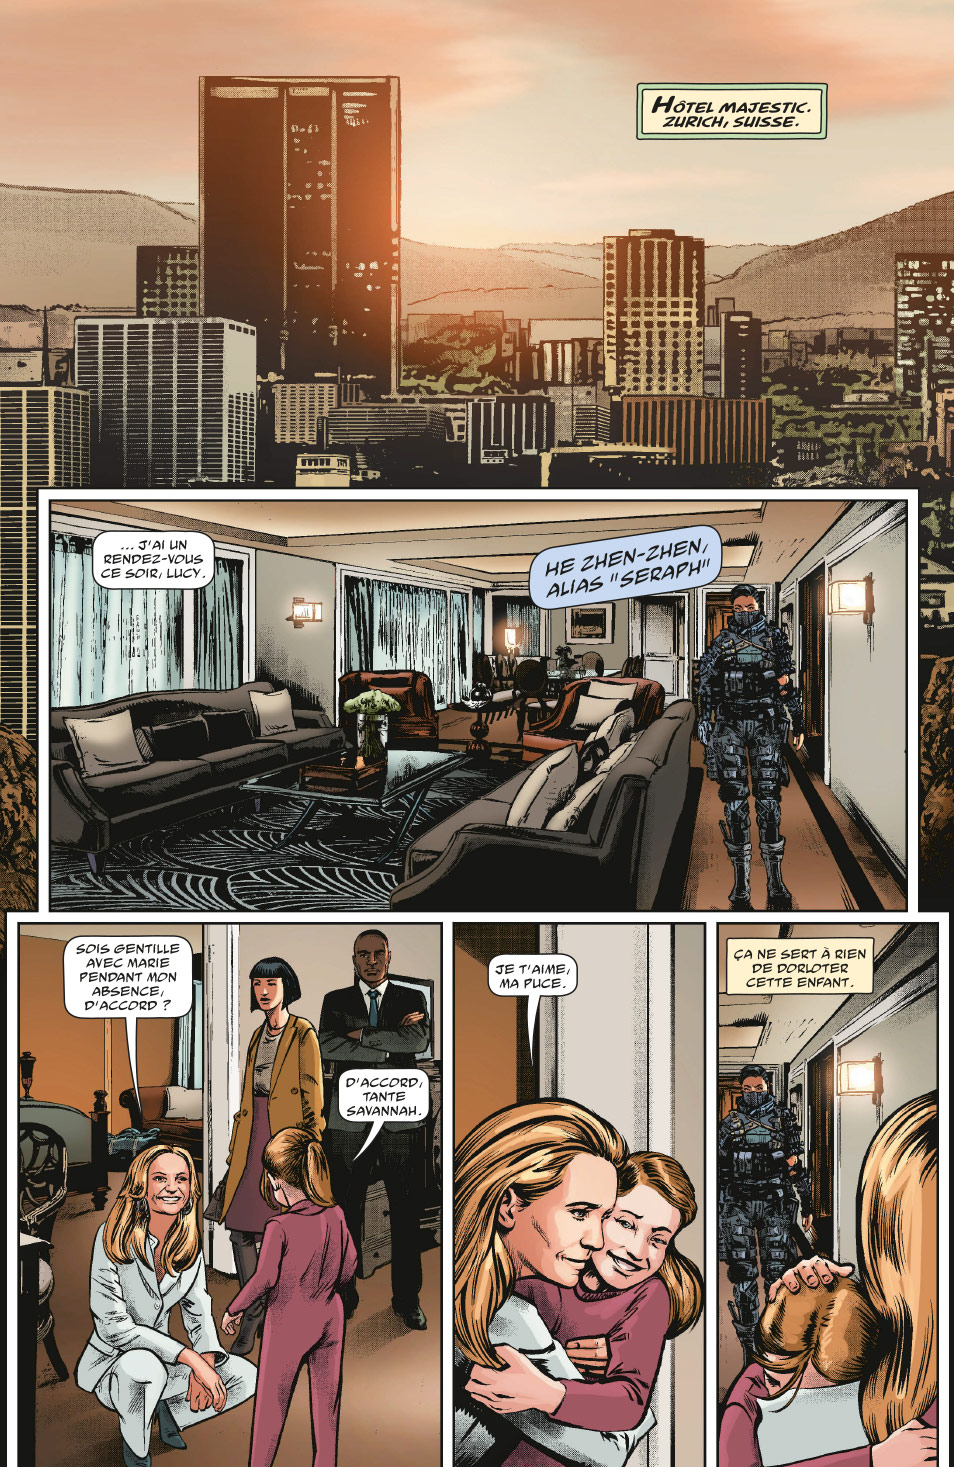 HÔTEL MAJESTIC.
ZURICH, SUISSE.
... J'AI UN
RENDEZ-VOUS
CE SOIR, LUCY.
HE ZHEN-ZHEN,
ALIAS "SERAPH"
SOIS GENTILLE
AVEC MARIE
PENDANT MON
ABSENCE,
D'ACCORD ?
D'ACCORD,
TANTE
SAVANNAH.
JE T'AIME,
MA PUCE.
ÇA NE SERT À RIEN
DE DORLOTER
CETTE ENFANT.